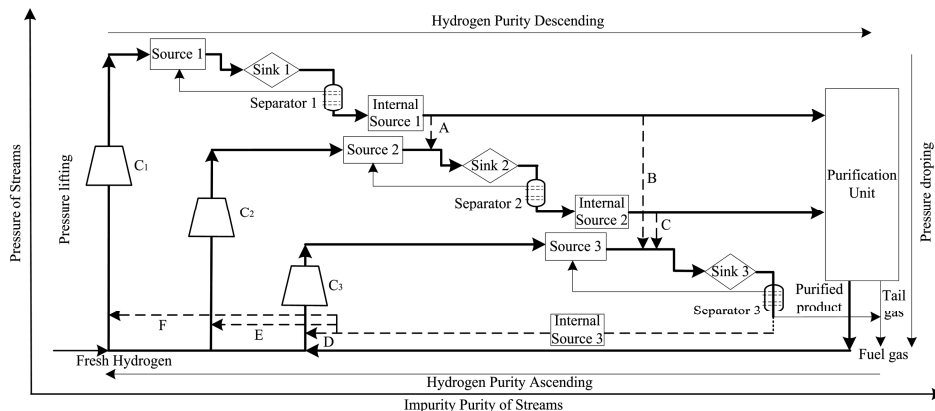 Hydrogen Purity Descending
Source 1
Sink 1
Separator 1
Internal
Source 1
A
C1
Pressure lifting
Pressure of Streams
Source 2
Sink 2
Separator 2
Internal
Source 2
B
C
C2
Purification
Unit
Pressure droping
Source 3
Sink 3
Separator 3
C3
Purified
product
Tail
gas
F
E
D
Internal
Source 3
Fresh Hydrogen
Fuel gas
Hydrogen Purity Ascending
Impurity Purity of Streams